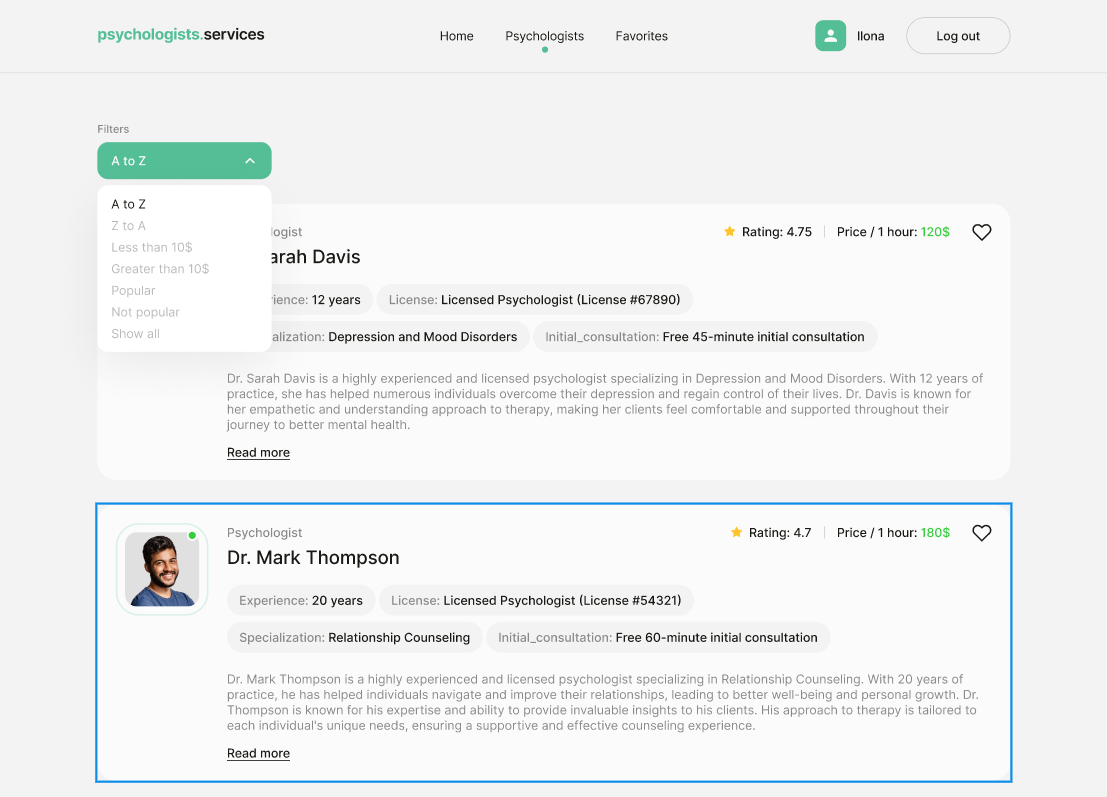 psychologists.services
Home Psychologists Favorites
Ilona Log out
Filters
A to Z
A to Z
Z to A
Less than 10$
Greater than 10$
Popular
Not popular
Show all
Rating: 4.75 Price / 1 hour: 120$
Davis
12 years License: Licensed Psychologist (License #67890)
Depression and Mood Disorders Initial_consultation: Free 45-minute initial consultation
Dr. Sarah Davis is a highly experienced and licensed psychologist specializing in Depression and Mood Disorders. With 12 years of
practice, she has helped numerous individuals overcome their depression and regain control of their lives. Dr. Davis is known for
her empathetic and understanding approach to therapy, making her clients feel comfortable and supported throughout their
journey to better mental health.
Read more
Psychologist Rating: 4.7 Price / 1 hour: 180$
Dr. Mark Thompson
Experience: 20 years License: Licensed Psychologist (License #54321)
Specialization: Relationship Counseling Initial_consultation: Free 60-minute initial consultation
Dr. Mark Thompson is a highly experienced and licensed psychologist specializing in Relationship Counseling. With 20 years of
practice, he has helped individuals navigate and improve their relationships, leading to better well-being and personal growth. Dr.
Thompson is known for his expertise and ability to provide invaluable insights to his clients. His approach to therapy is tailored to
each individual's unique needs, ensuring a supportive and effective counseling experience.
Read more